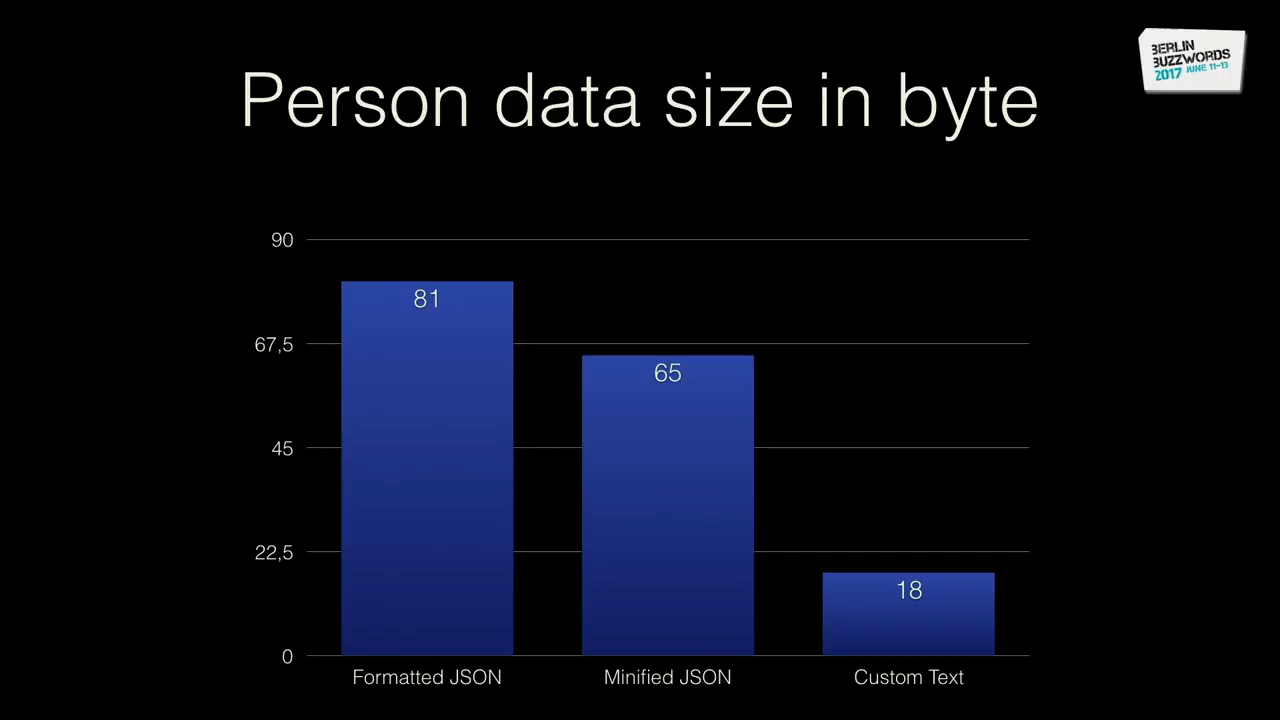 BERLIN
BUZZWORDS
2017 JUNE 11-13
Person data size in byte
90
81
67,5
65
45
22,5
18
0
Formatted JSON
Minified JSON
Custom Text